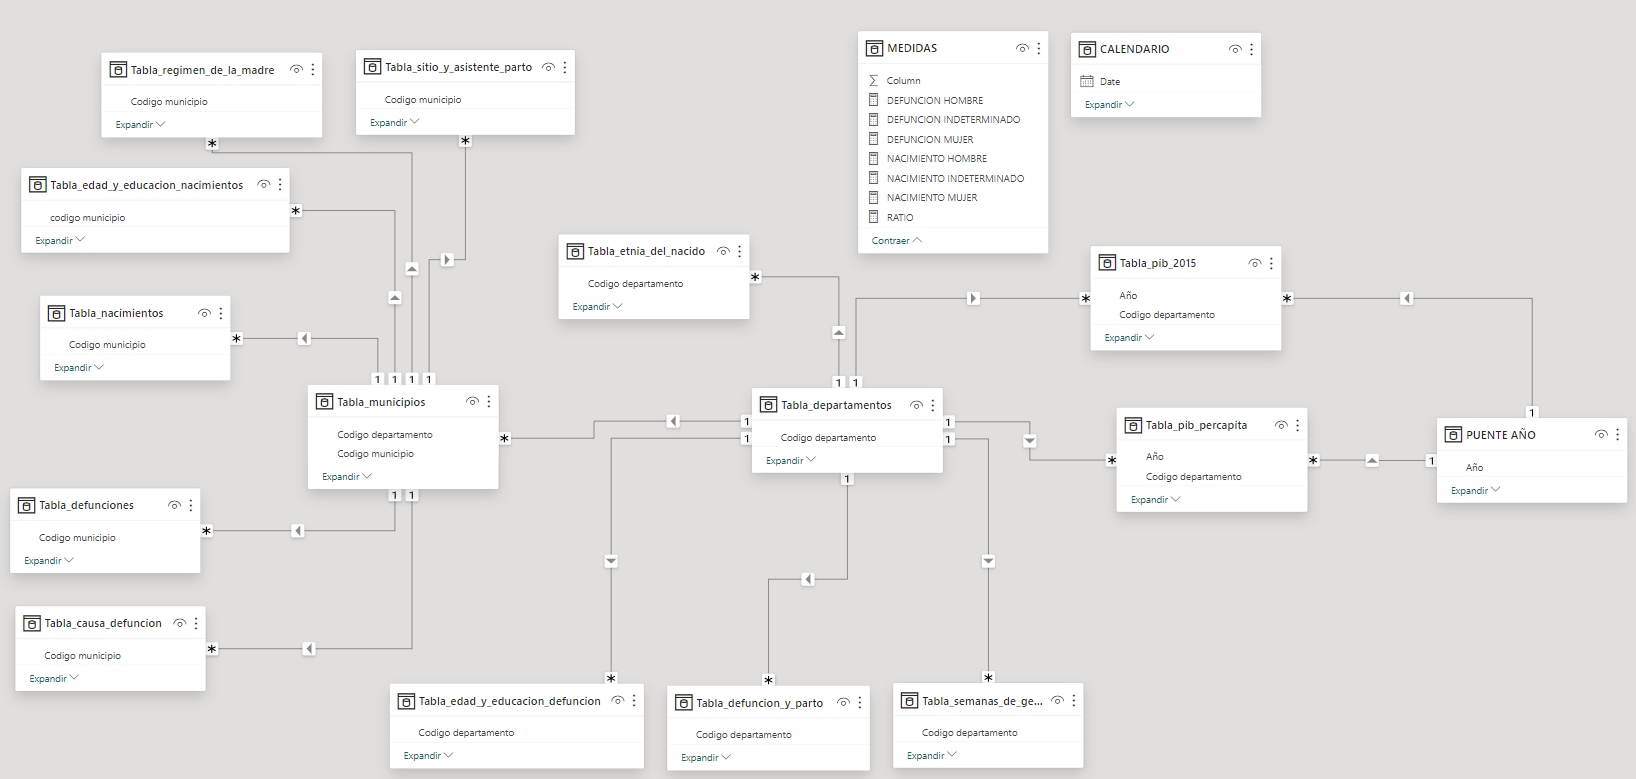 Tabla_regimen_de_la_madre
Codigo municipio
Expandir
Tabla_sitio_y_asistente_parto
Codigo municipio
Expandir
MEDIDAS
Column
DEFUNCION HOMBRE
DEFUNCION INDETERMINADO
DEFUNCION MUJER
NACIMIENTO HOMBRE
NACIMIENTO INDETERMINADO
NACIMIENTO MUJER
RATIO
Contraer
CALENDARIO
Date
Expandir
Tabla_edad_y_educacion_nacimientos
codigo municipio
Expandir
Tabla_etnia_del_nacido
Codigo departamento
Expandir
Tabla_pib_2015
Año
Codigo departamento
Expandir
Tabla_nacimientos
Codigo municipio
Expandir
Tabla_municipios
Codigo departamento
Codigo municipio
Expandir
Tabla_departamentos
Codigo departamento
Expandir
Tabla_pib_percapita
Año
Codigo departamento
Expandir
PUENTE AÑO
Año
Expandir
Tabla_defunciones
Codigo municipio
Expandir
Tabla_causa_defuncion
Codigo municipio
Expandir
Tabla_edad_y_educacion_defuncion
Codigo departamento
Expandir
Tabla_defuncion_y_parto
Codigo departamento
Expandir
Tabla_semanas_de_ge...
Codigo departamento
Expandir